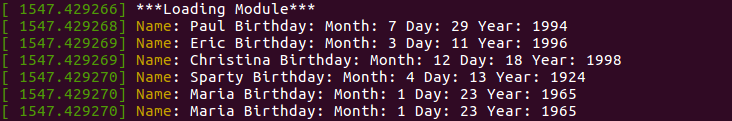 [ 1547.429266] ***Loading Module***
[ 1547.429268] Name: Paul Birthday: Month: 7 Day: 29 Year: 1994
[ 1547.429269] Name: Eric Birthday: Month: 3 Day: 11 Year: 1996
[ 1547.429269] Name: Christina Birthday: Month: 12 Day: 18 Year: 1998
[ 1547.429270] Name: Sparty Birthday: Month: 4 Day: 13 Year: 1924
[ 1547.429270] Name: Maria Birthday: Month: 1 Day: 23 Year: 1965
[ 1547.429270] Name: Maria Birthday: Month: 1 Day: 23 Year: 1965